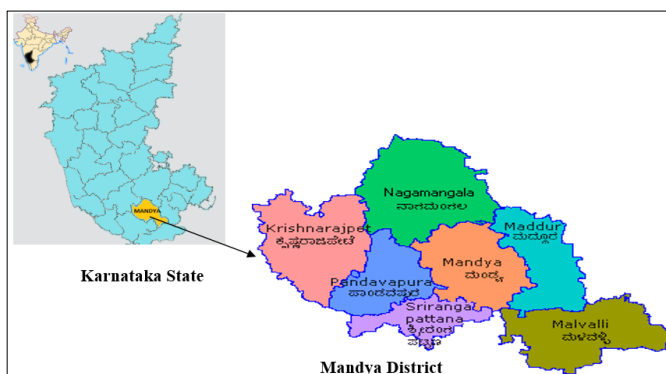 MANDYA
Karnataka State
Nagamangala
ನಾಗಮಂಗಲ
Krishnarajpet
ಕೃಷ್ಣರಾಜಪೇಟೆ
Maddur
ಮದ್ದೂರ
Mandya
ಮಂಡ್ಯ
Pandavapura
ಪಾಂಡವಪುರ
Sriranga
pattana
ಶ್ರೀರಂಗ
ಪಟ್ಟಣ
Malvalli
ಮಳವಳ್ಳಿ
Mandya District